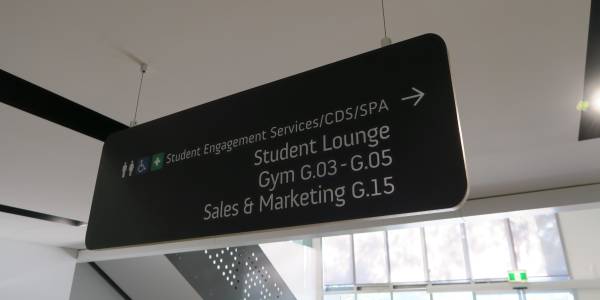 Student Engagement Services/CDS/SPA →
Student Lounge
Gym G.03 - G.05
Sales & Marketing G.15